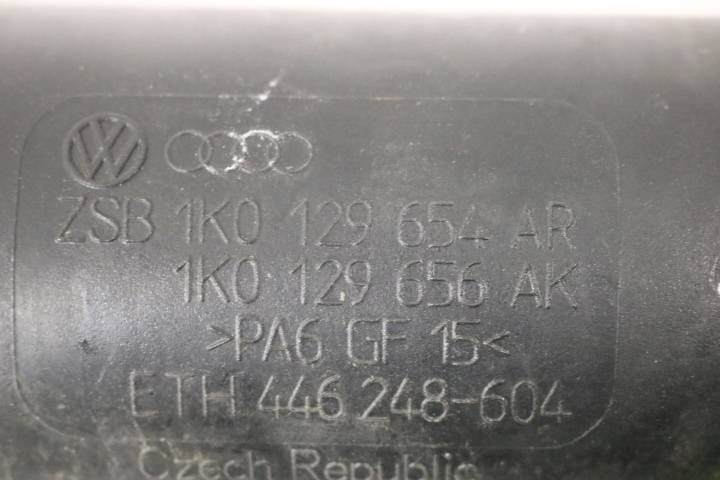 ZSB 1K0 129 654 AR
1K0 129 656 AK
>PA6 GF 15<
ETH 446 248-604
Czech Republic